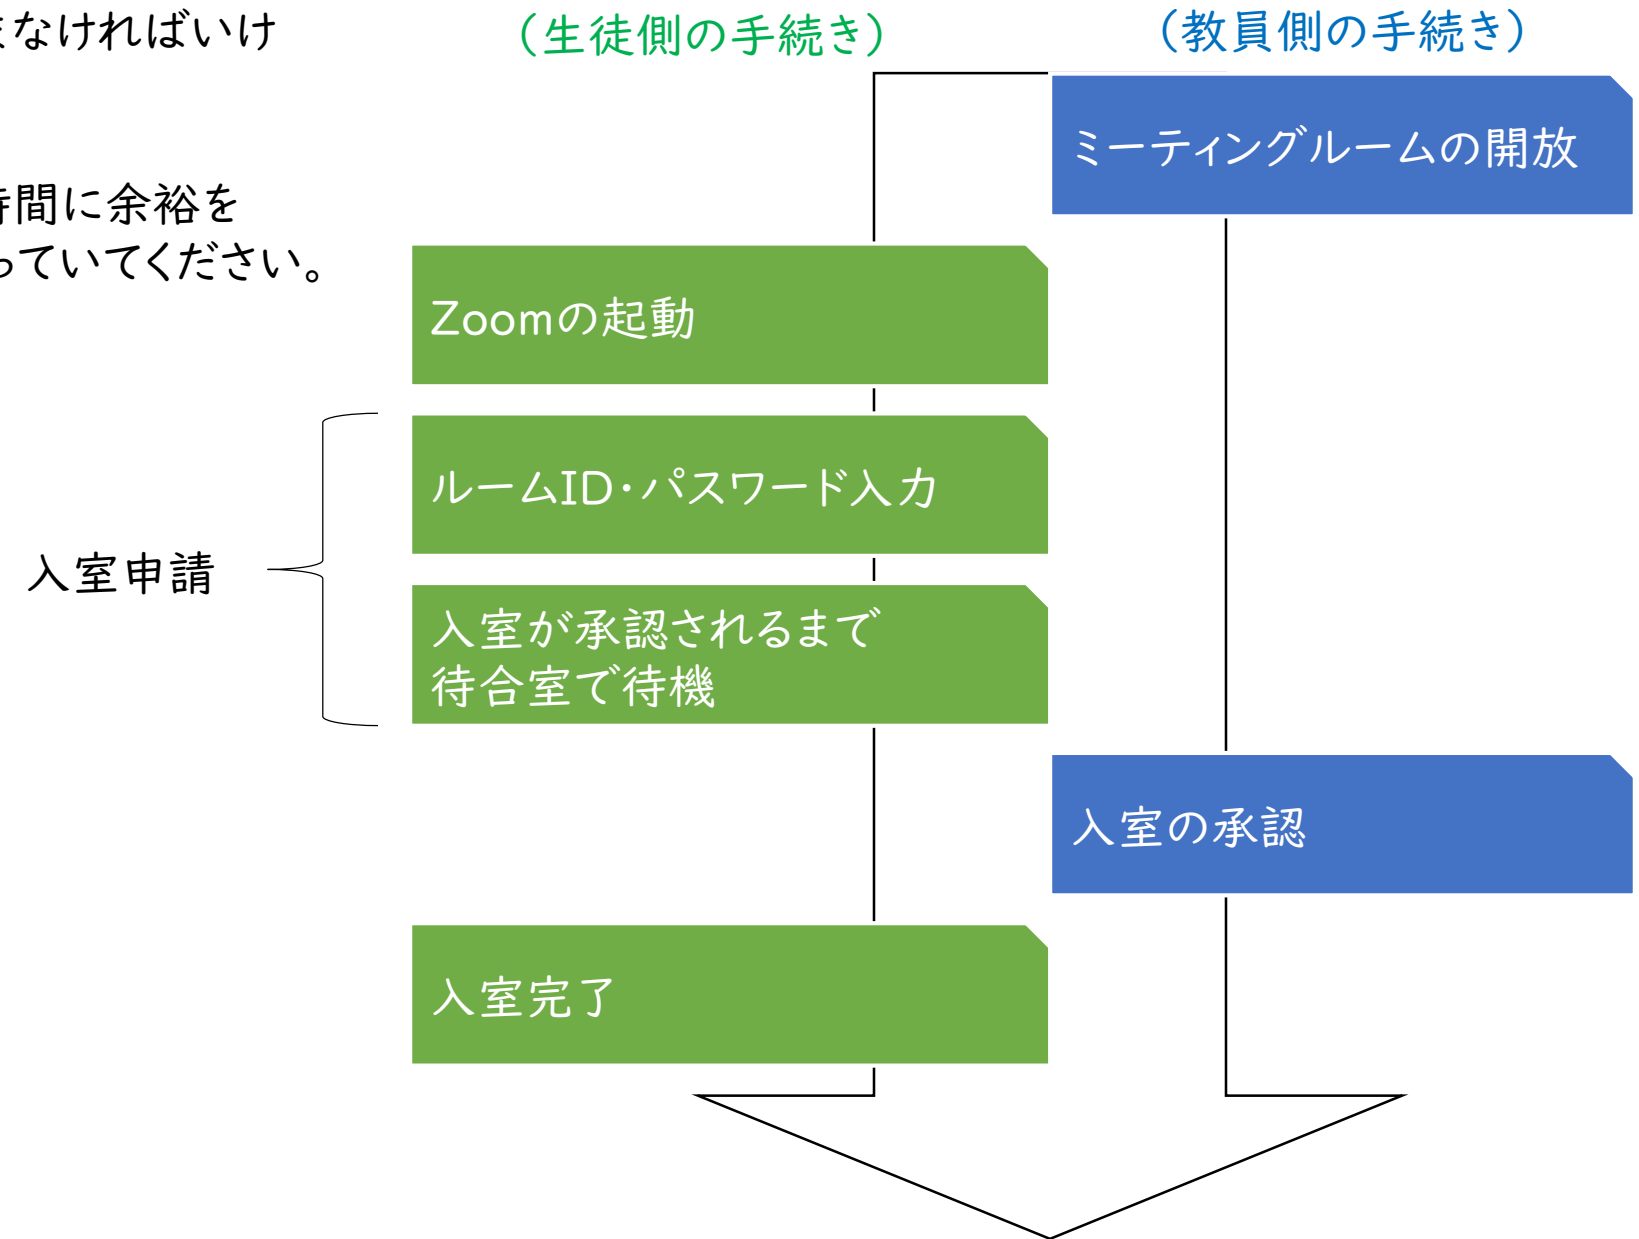 なければいけ
時間に余裕を
っていてください。
（生徒側の手続き）
（教員側の手続き）
ミーティングルームの開放
Zoomの起動
入室申請
ルームID・パスワード入力
入室が承認されるまで
待合室で待機
入室の承認
入室完了